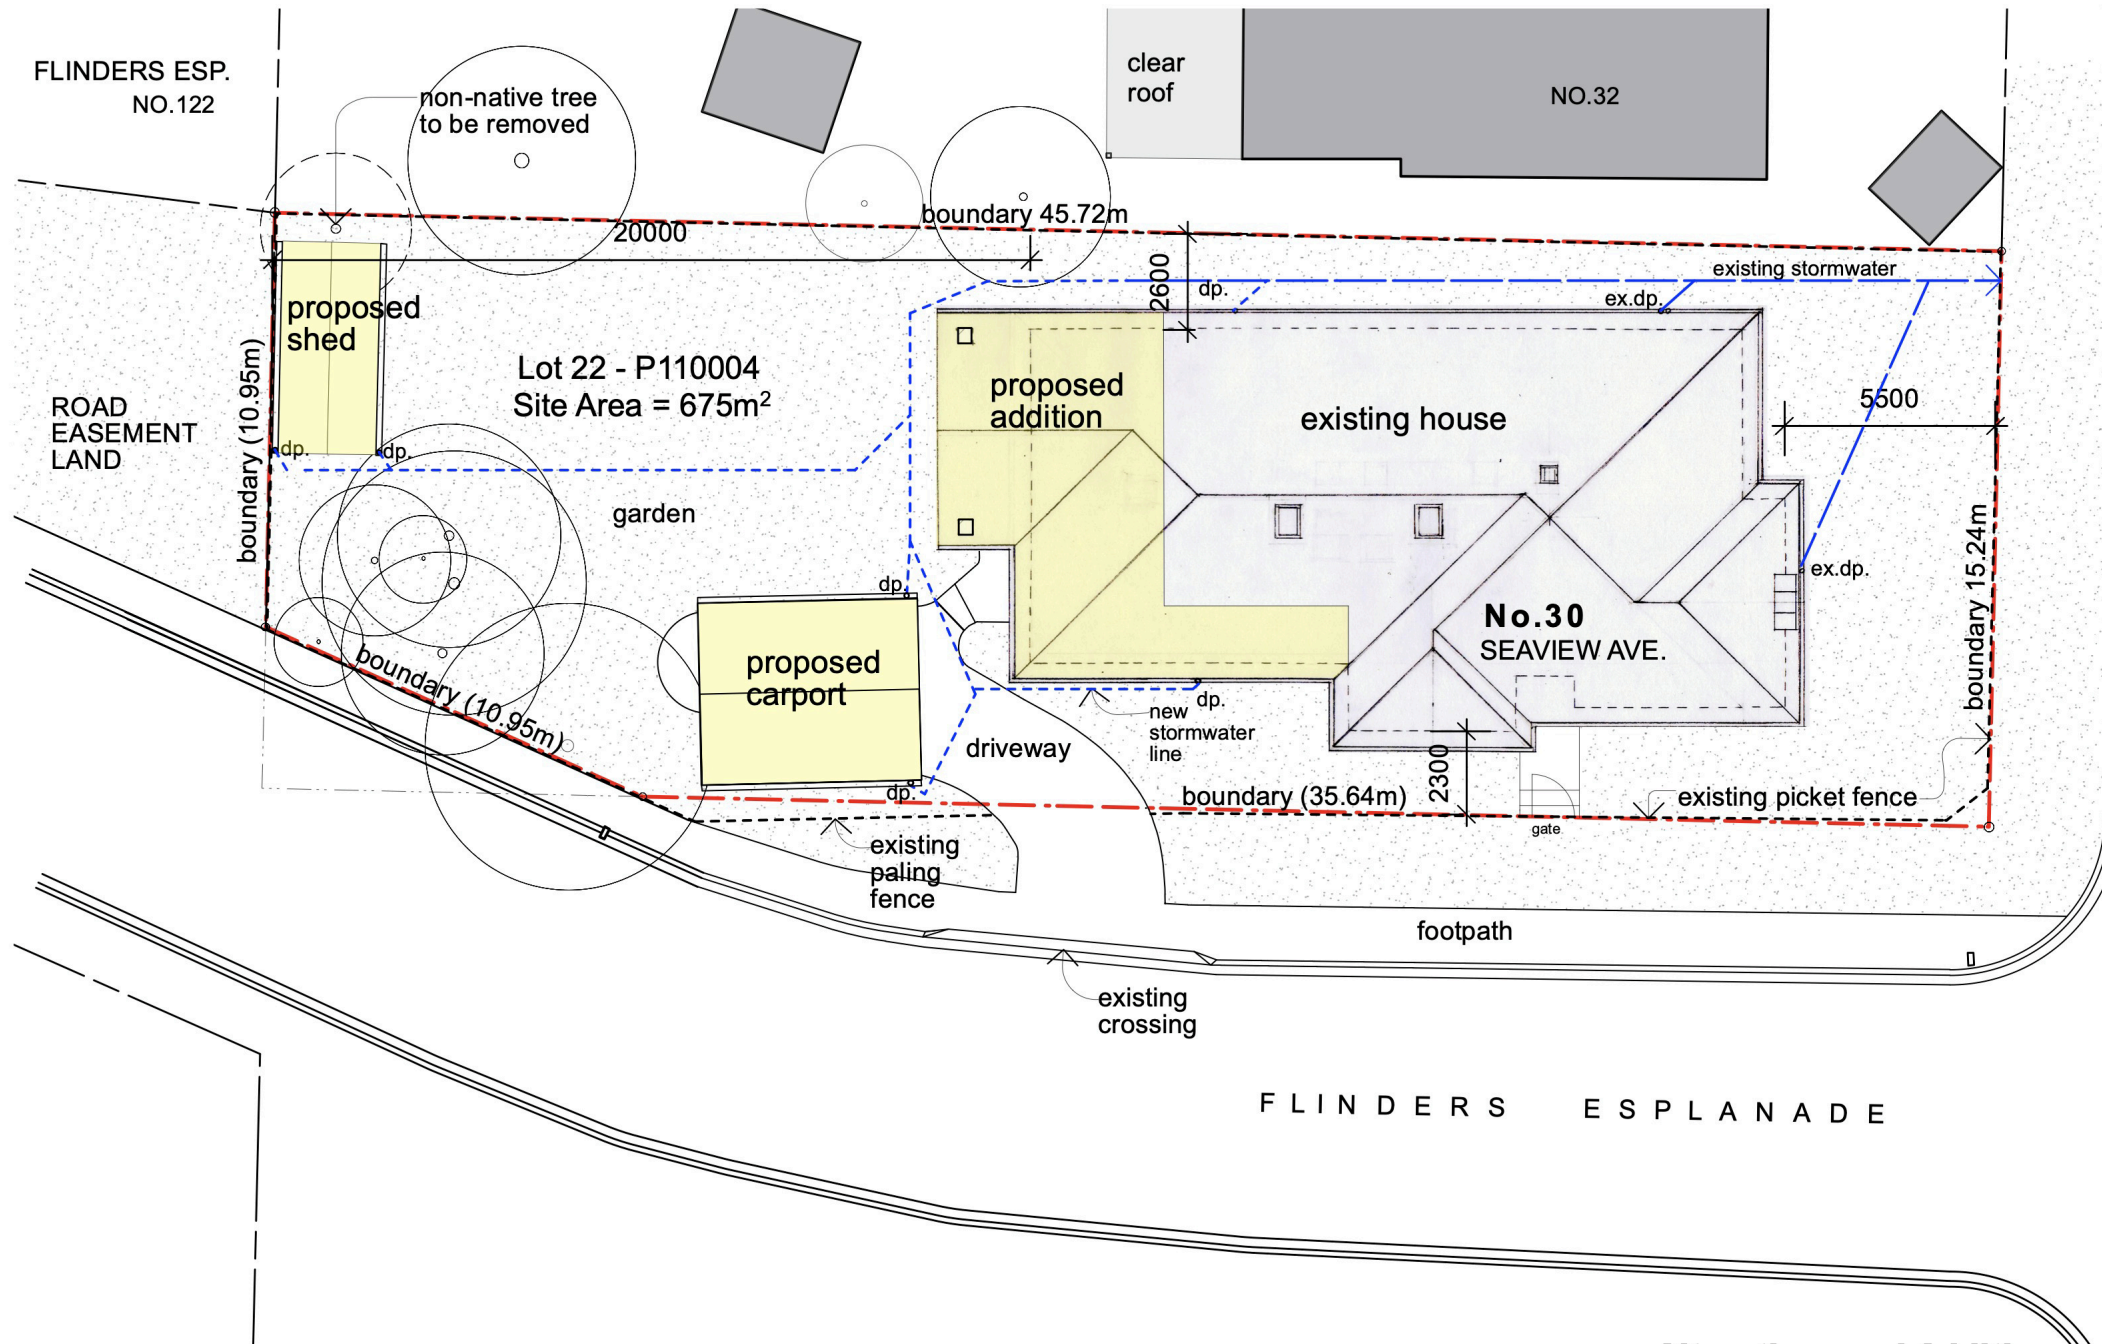 FLINDERS ESP.
NO.122
non-native tree
to be removed
clear
roof
NO.32
boundary 45.72m
20000
2600
dp.
existing stormwater
ex.dp.
proposed
shed
Lot 22 - P110004
Site Area = 675m²
proposed
addition
existing house
5500
ROAD
EASEMENT
LAND
boundary (10.95m)
dp.
dp.
garden
dp.
ex.dp.
No.30
SEAVIEW AVE.
boundary 15.24m
boundary (10.95m)
proposed
carport
dp.
new
stormwater
line
driveway
2300
dp.
boundary (35.64m)
existing picket fence
gate
existing
paling
fence
footpath
existing
crossing
FLINDERS ESPLANADE